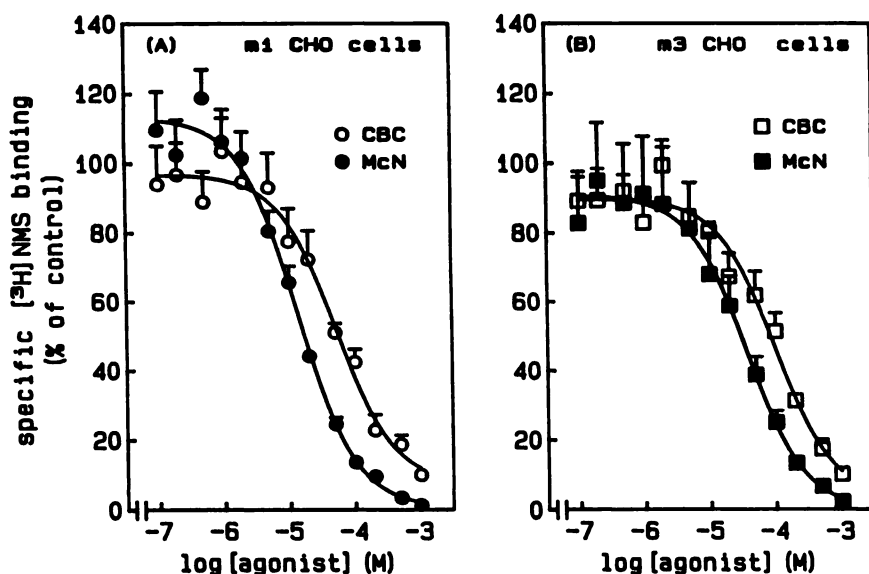 specific [³H]NMS binding
(% of control)
140
120
100
80
60
40
20
0
(A) m1 CHO cells
○ CBC
● McN
-7 -6 -5 -4 -3
log[agonist](M)
140
120
100
80
60
40
20
0
(B) m3 CHO cells
□ CBC
■ McN
-7 -6 -5 -4 -3
log[agonist](M)